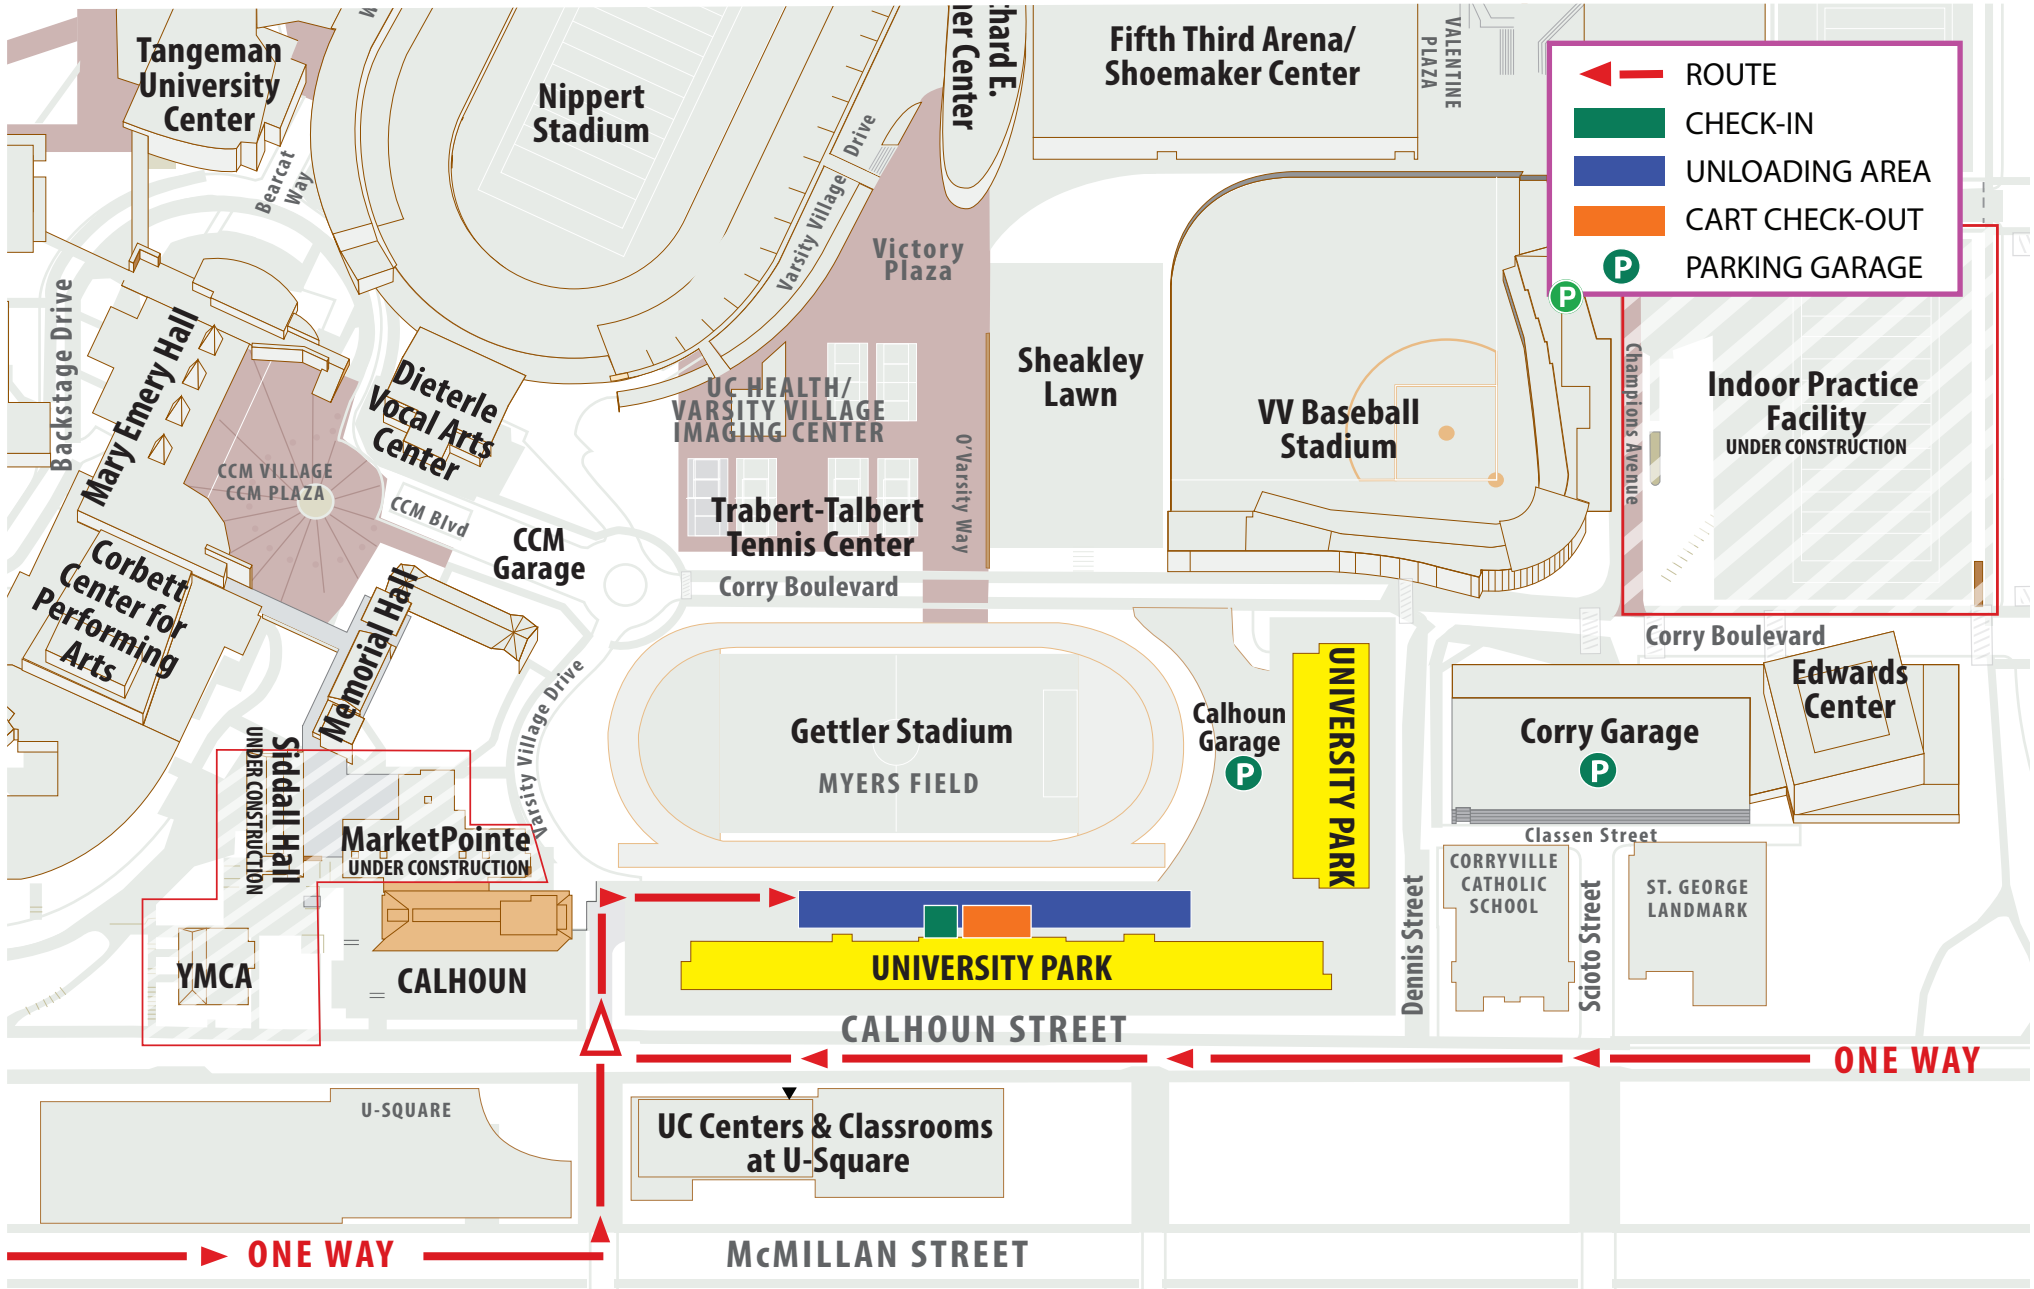 Tangeman
University
Center
Nippert
Stadium
Fifth Third Arena/
Shoemaker Center
VALENTINE
PLAZA
ROUTE
CHECK-IN
UNLOADING AREA
CART CHECK-OUT
P PARKING GARAGE
P
Bearcat
Way
Varsity Village Drive
Center
Victory
Plaza
Backstage Drive
Mary Emery Hall
Dieterle
Vocal Arts
Center
CCM VILLAGE
CCM PLAZA
CCM Blvd
CCM
Garage
UC HEALTH/
VARSITY VILLAGE
IMAGING CENTER
Trabert-Talbert
Tennis Center
O'Varsity Way
Sheakley
Lawn
VV Baseball
Stadium
Champions Avenue
Indoor Practice
Facility
UNDER CONSTRUCTION
Corry Boulevard
Corry Boulevard
Corbett
Center for
Performing
Arts
Memorial Hall
Varsity Village Drive
Gettler Stadium
MYERS FIELD
Calhoun
Garage
P
UNIVERSITY PARK
Corry Garage
P
Edwards
Center
Classen Street
Siddall Hall
UNDER CONSTRUCTION
MarketPointe
UNDER CONSTRUCTION
CORRYVILLE
CATHOLIC
SCHOOL
ST. GEORGE
LANDMARK
Dennis Street
Scioto Street
YMCA
CALHOUN
UNIVERSITY PARK
CALHOUN STREET
ONE WAY
U-SQUARE
UC Centers & Classrooms
at U-Square
ONE WAY
McMILLAN STREET